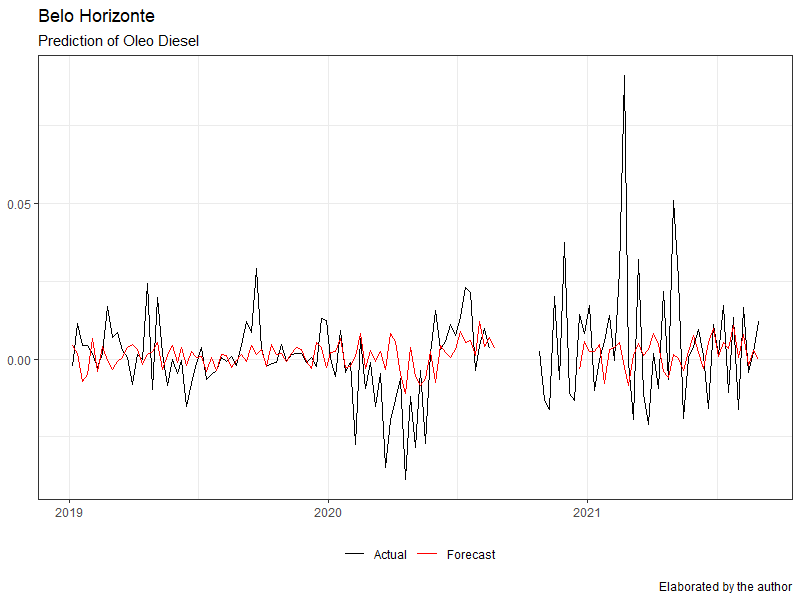 Belo Horizonte
Prediction of Oleo Diesel
0.05
0.00
2019 2020 2021
Actual Forecast
Elaborated by the author